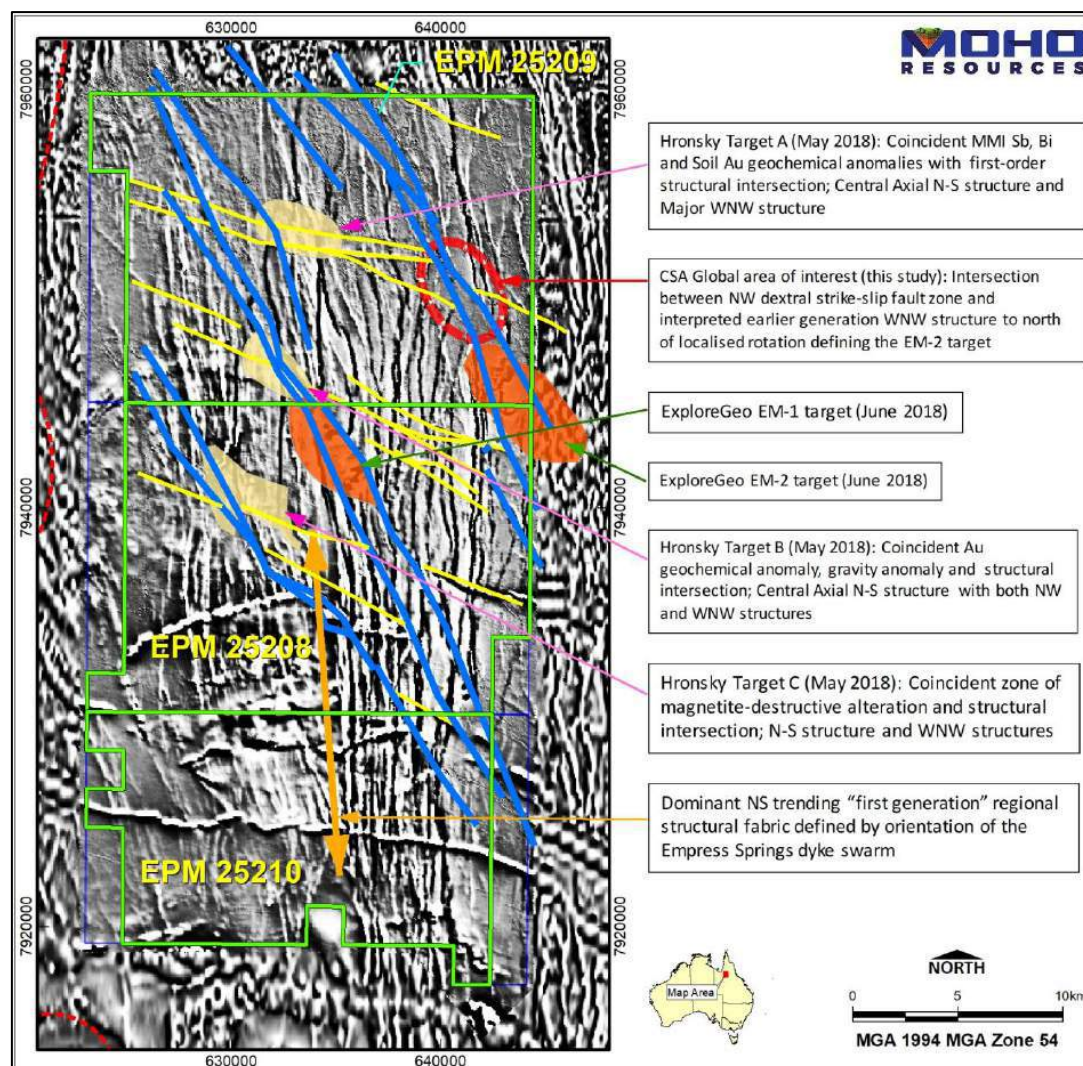 630000
640000
MOHO
RESOURCES
EPM 25209
7960000
7960000
Hronsky Target A (May 2018): Coincident MMI Sb, Bi
and Soil Au geochemical anomalies with first-order
structural intersection; Central Axial N-S structure and
Major WNW structure
CSA Global area of interest (this study): Intersection
between NW dextral strike-slip fault zone and
interpreted earlier generation WNW structure to north
of localised rotation defining the EM-2 target
ExploreGeo EM-1 target (June 2018)
ExploreGeo EM-2 target (June 2018)
7940000
7940000
Hronsky Target B (May 2018): Coincident Au
geochemical anomaly, gravity anomaly and structural
intersection; Central Axial N-S structure with both NW
and WNW structures
EPM 25208
Hronsky Target C (May 2018): Coincident zone of
magnetite-destructive alteration and structural
intersection; N-S structure and WNW structures
Dominant NS trending "first generation" regional
structural fabric defined by orientation of the
Empress Springs dyke swarm
EPM 25210
7920000
7920000
Map Area
NORTH
0 5 10km
MGA 1994 MGA Zone 54
630000
640000